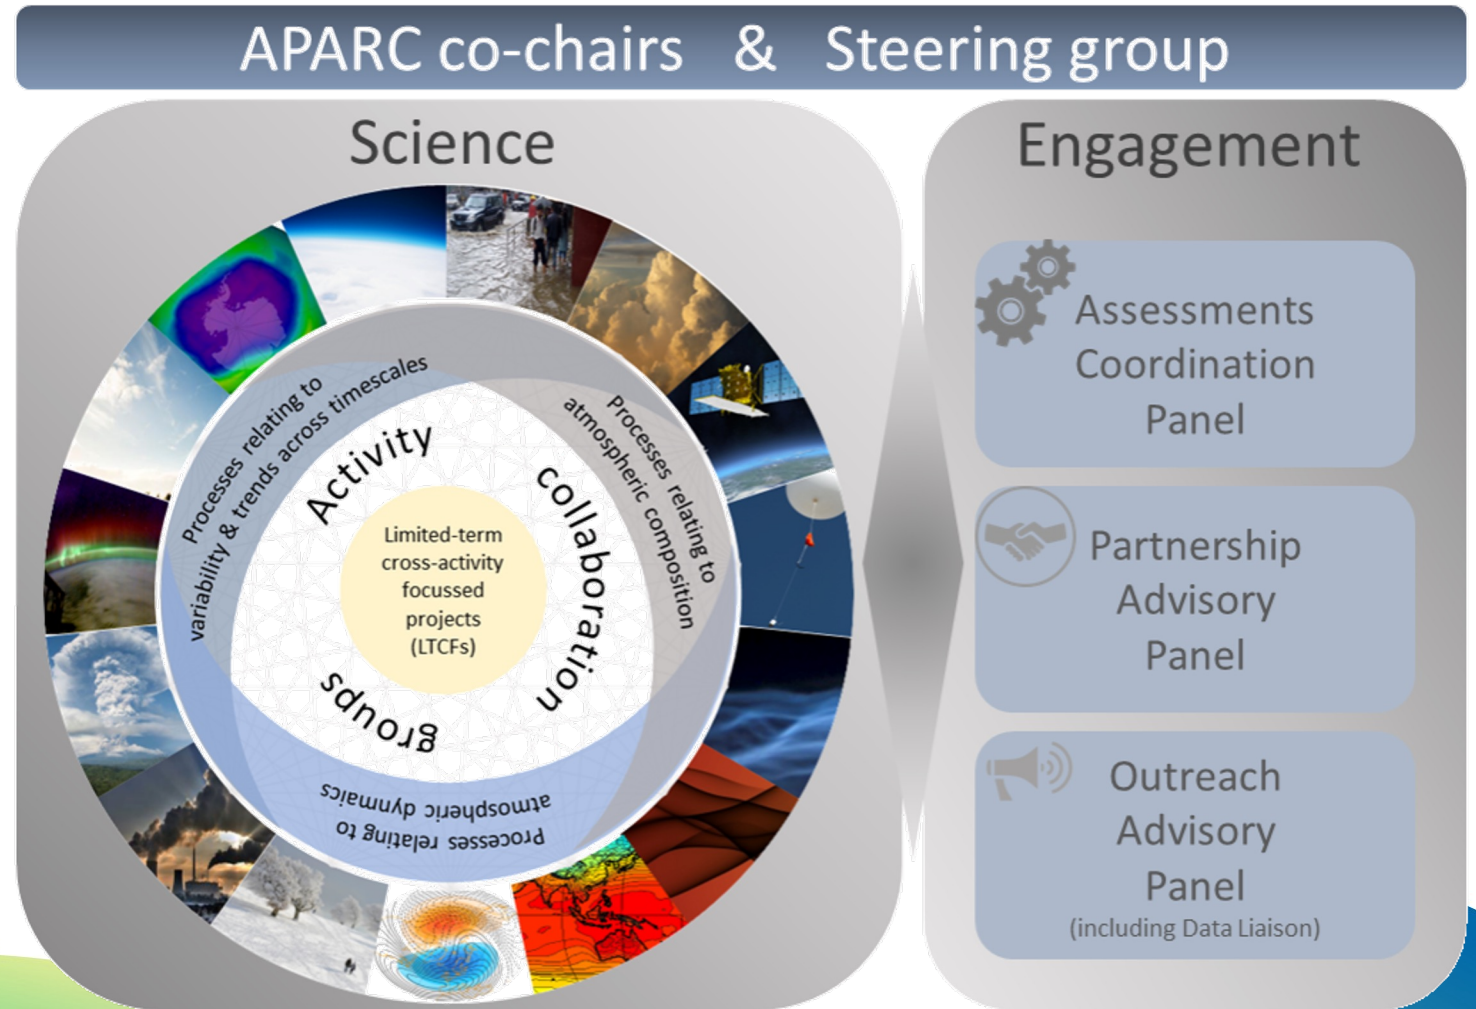 APARC co-chairs & Steering group
Science
Processes relating to
variability & trends across timescales
Processes relating to
atmospheric composition
Processes relating to
atmospheric dynmaics
Activity
collaboration
groups
Limited-term
cross-activity
focussed
projects
(LTCFs)
Engagement
Assessments
Coordination
Panel
Partnership
Advisory
Panel
Outreach
Advisory
Panel
(including Data Liaison)